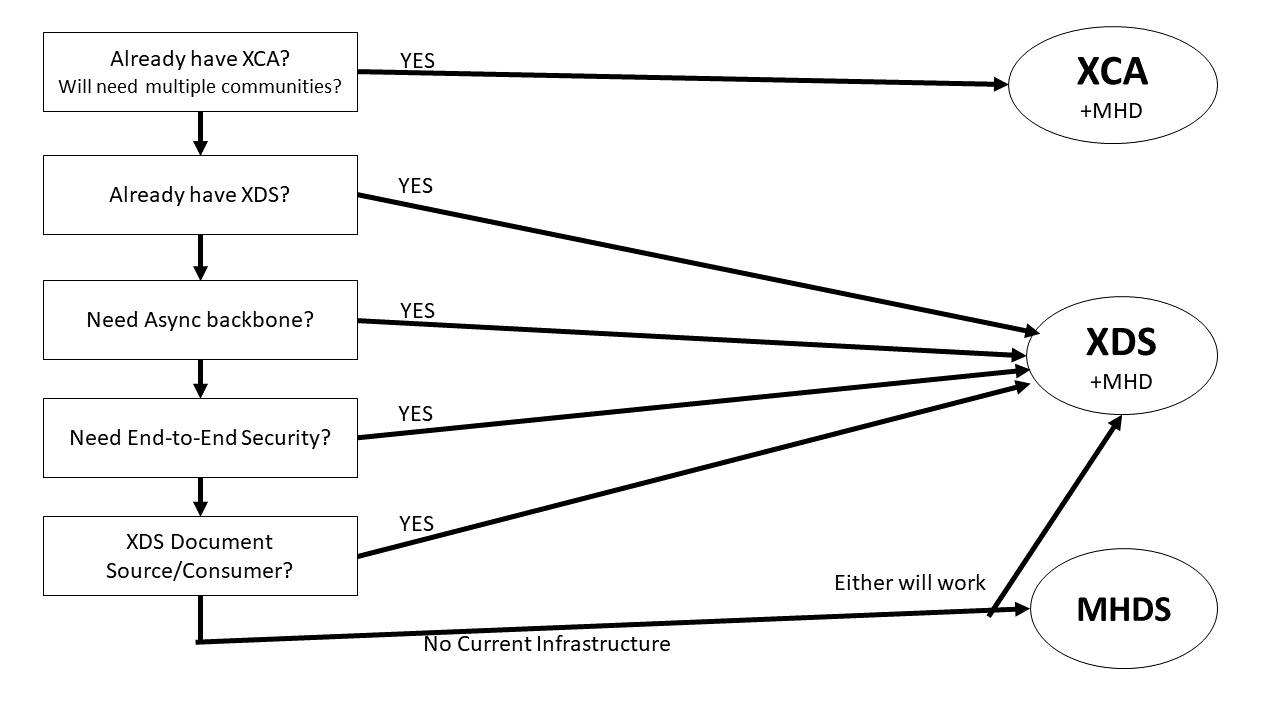 Already have XCA?
Will need multiple communities?
YES
XCA
+MHD
Already have XDS?
YES
Need Async backbone?
YES
XDS
+MHD
Need End-to-End Security?
YES
XDS Document
Source/Consumer?
YES
Either will work
No Current Infrastructure
MHDS